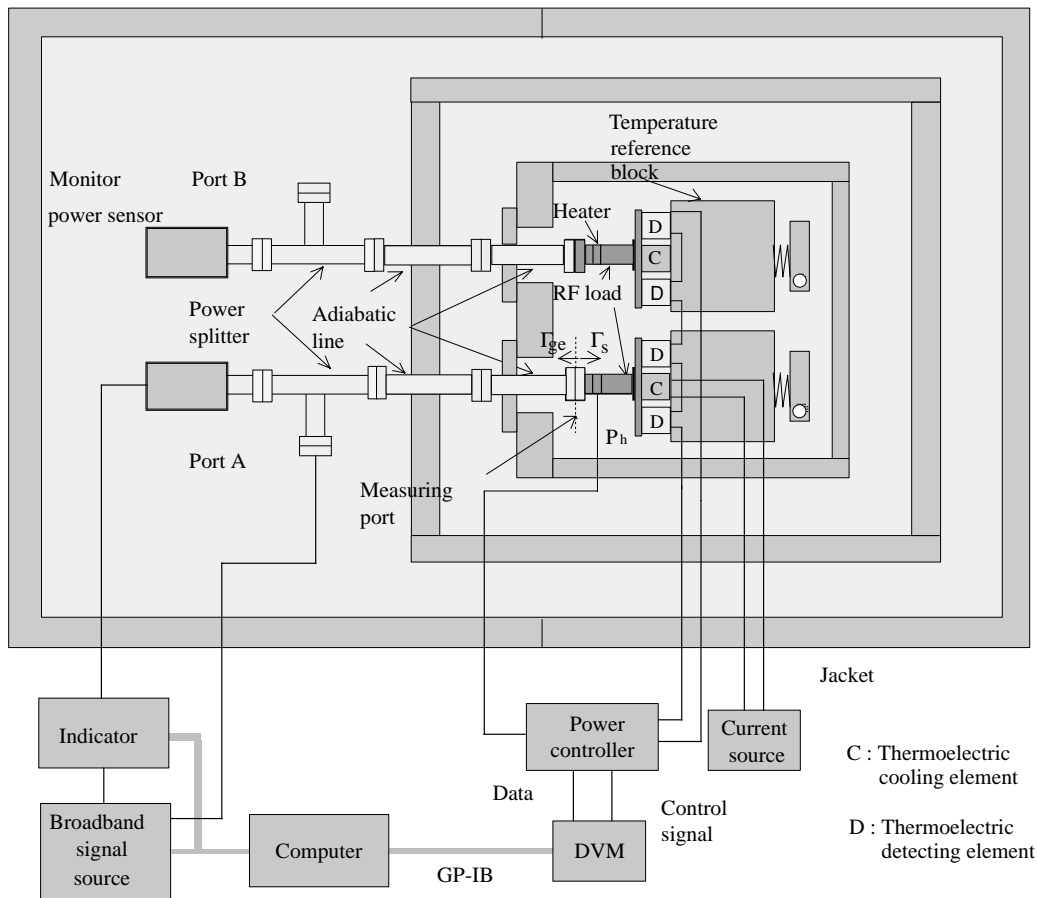 Temperature
reference
block
Monitor
power sensor
Port B
Heater
D
C
D
RF load
Power
splitter
Adiabatic
line
Γge
Γs
D
C
D
Ph
Port A
Measuring
port
Jacket
Indicator
Power
controller
Current
source
C : Thermoelectric
cooling element
Data
Control
signal
Broadband
signal
source
Computer
DVM
GP-IB
D : Thermoelectric
detecting element